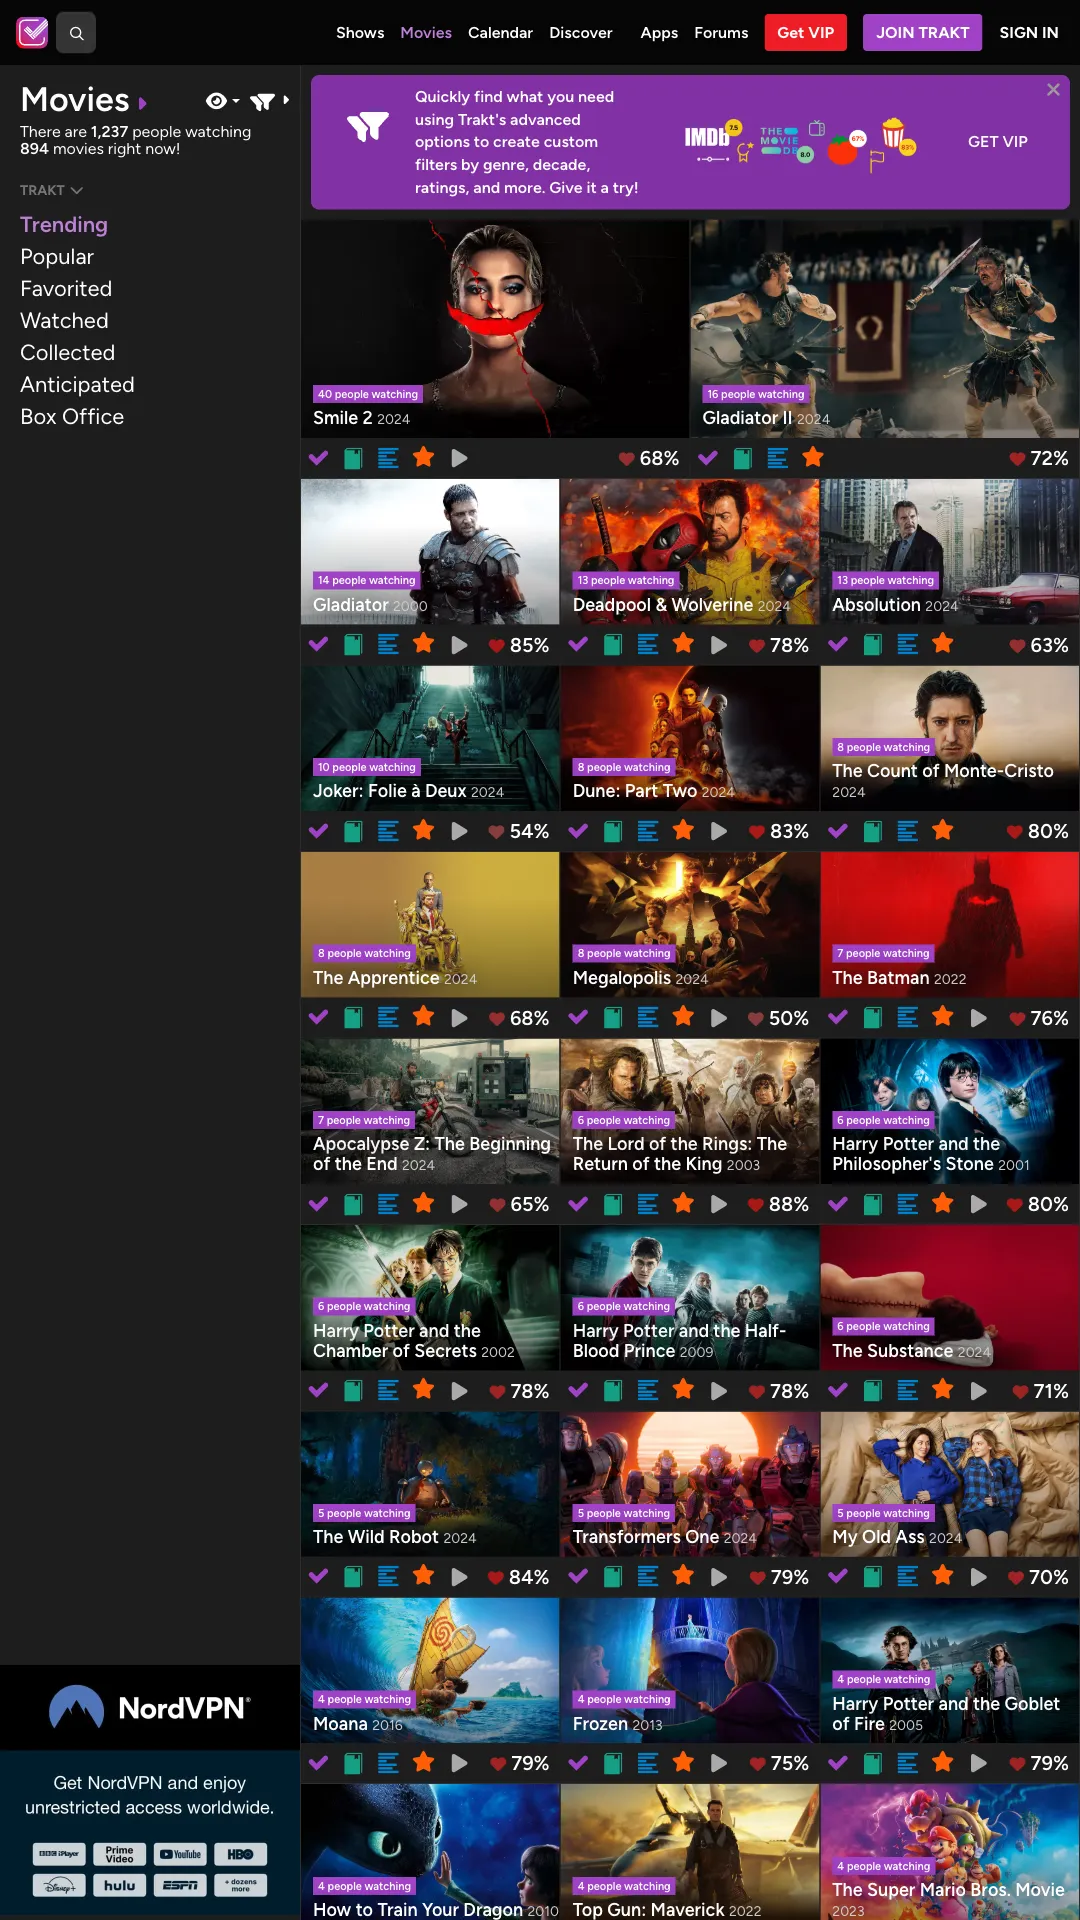 Shows Movies Calendar Discover Apps Forums Get VIP JOIN TRAKT SIGN IN
Movies
There are 1,237 people watching
894 movies right now!
TRAKT
Trending
Popular
Favorited
Watched
Collected
Anticipated
Box Office
Quickly find what you need
using Trakt's advanced
options to create custom
filters by genre, decade,
ratings, and more. Give it a try!
IMDb 7.5
THE
MOVIE
DB
8.0
67%
83%
GET VIP
40 people watching
Smile 2 2024
68%
16 people watching
Gladiator II 2024
72%
14 people watching
Gladiator 2000
85%
13 people watching
Deadpool & Wolverine 2024
78%
13 people watching
Absolution 2024
63%
10 people watching
Joker: Folie à Deux 2024
54%
8 people watching
Dune: Part Two 2024
83%
8 people watching
The Count of Monte-Cristo
2024
80%
8 people watching
The Apprentice 2024
68%
8 people watching
Megalopolis 2024
50%
7 people watching
The Batman 2022
76%
7 people watching
Apocalypse Z: The Beginning
of the End 2024
65%
6 people watching
The Lord of the Rings: The
Return of the King 2003
88%
6 people watching
Harry Potter and the
Philosopher's Stone 2001
80%
6 people watching
Harry Potter and the
Chamber of Secrets 2002
78%
6 people watching
Harry Potter and the Half-
Blood Prince 2009
78%
6 people watching
The Substance 2024
71%
5 people watching
The Wild Robot 2024
84%
5 people watching
Transformers One 2024
79%
5 people watching
My Old Ass 2024
70%
4 people watching
Moana 2016
79%
4 people watching
Frozen 2013
75%
4 people watching
Harry Potter and the Goblet
of Fire 2005
79%
4 people watching
How to Train Your Dragon 2010
4 people watching
Top Gun: Maverick 2022
4 people watching
The Super Mario Bros. Movie
2023
NordVPN®
Get NordVPN and enjoy
unrestricted access worldwide.
BBC iPlayer
Prime
Video
YouTube
HBO
Disney+
hulu
ESPN
+ dozens
more